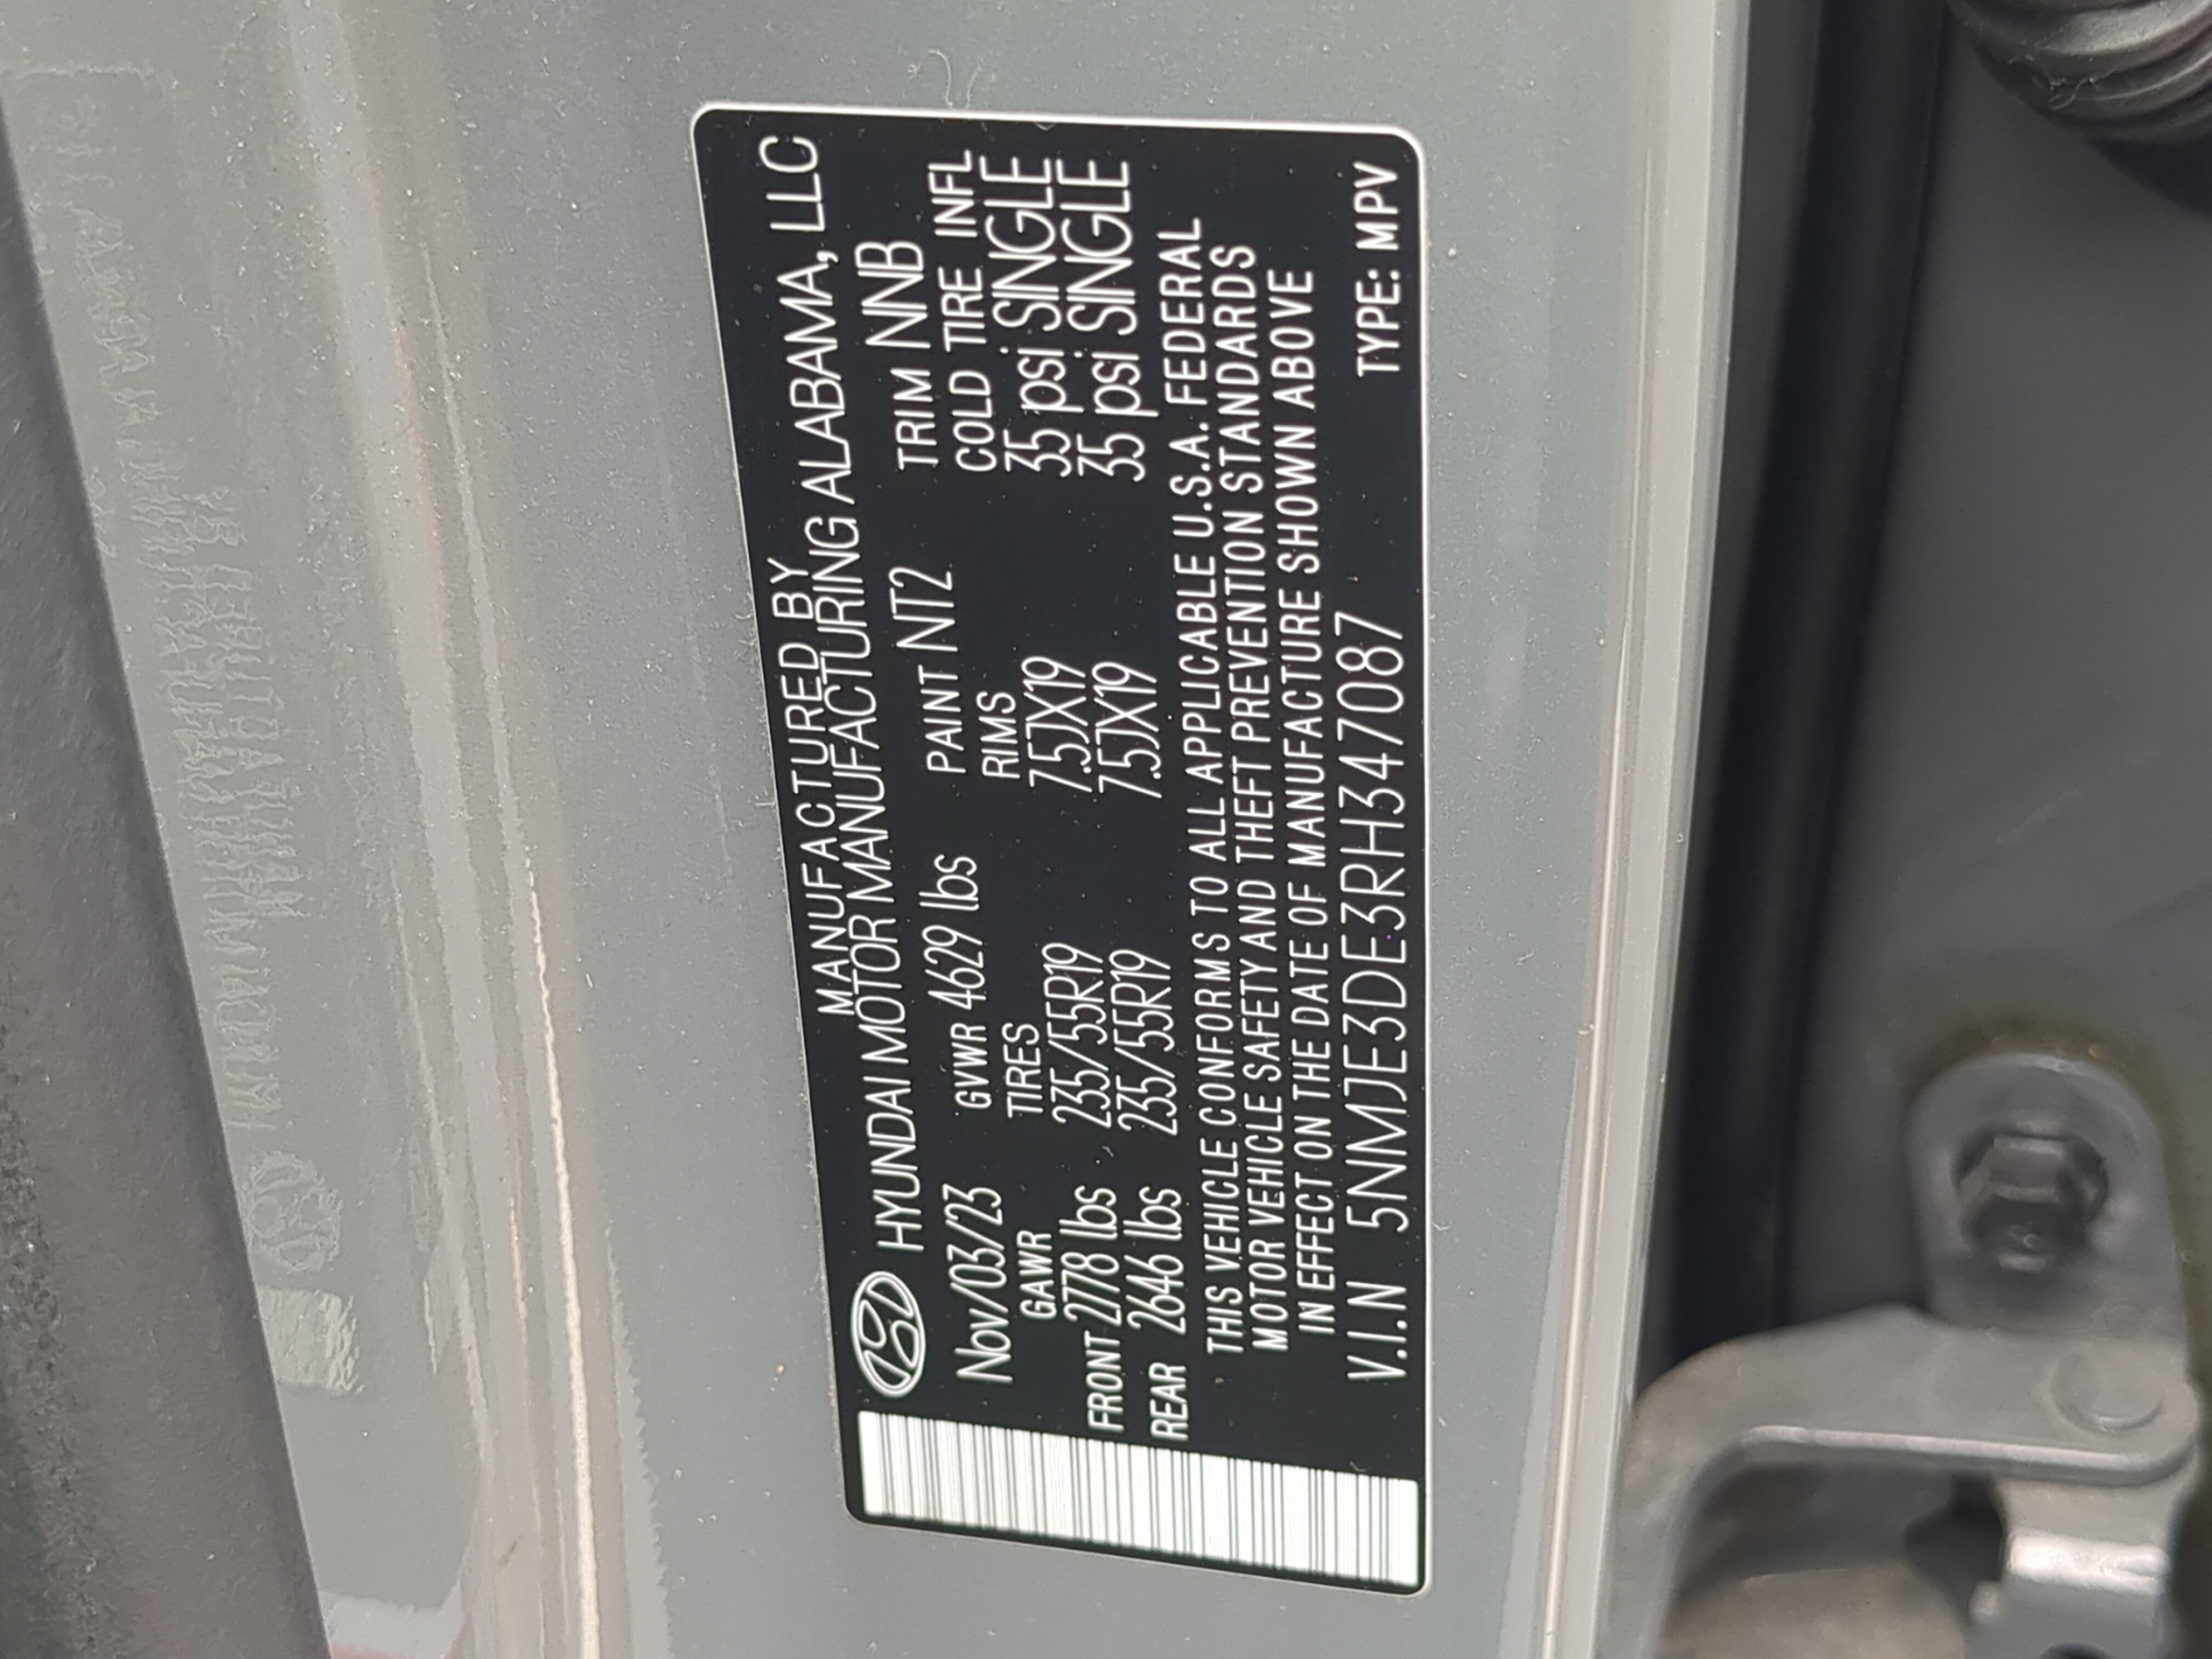 MANUFACTURED BY
HYUNDAI MOTOR MANUFACTURING ALABAMA, LLC
Nov/03/23 GVWR 4629 lbs PAINT NT2 TRIM NNB
GAWR TIRES RIMS COLD TIRE INFL
FRONT 2778 lbs 235/55R19 7.5JX19 35 psi SINGLE
REAR 2646 lbs 235/55R19 7.5JX19 35 psi SINGLE
THIS VEHICLE CONFORMS TO ALL APPLICABLE U.S.A. FEDERAL
MOTOR VEHICLE SAFETY AND THEFT PREVENTION STANDARDS
IN EFFECT ON THE DATE OF MANUFACTURE SHOWN ABOVE
V.I.N 5NMJE3DE3RH347087 TYPE: MPV